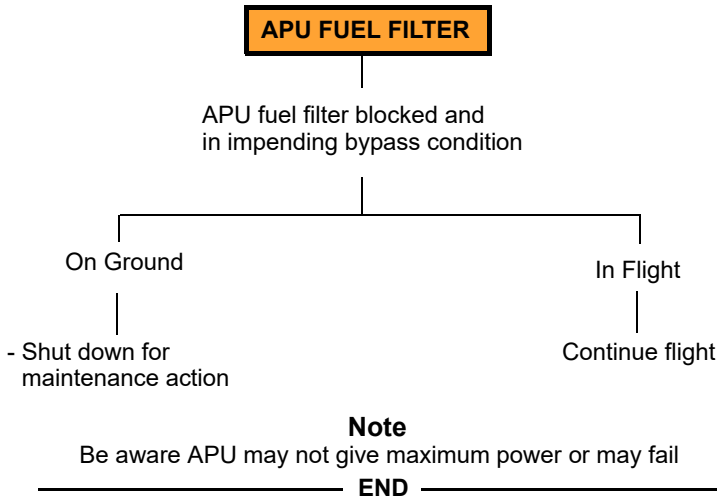 APU FUEL FILTER
APU fuel filter blocked and
in impending bypass condition
On Ground
In Flight
- Shut down for
maintenance action
Continue flight
Note
Be aware APU may not give maximum power or may fail
END